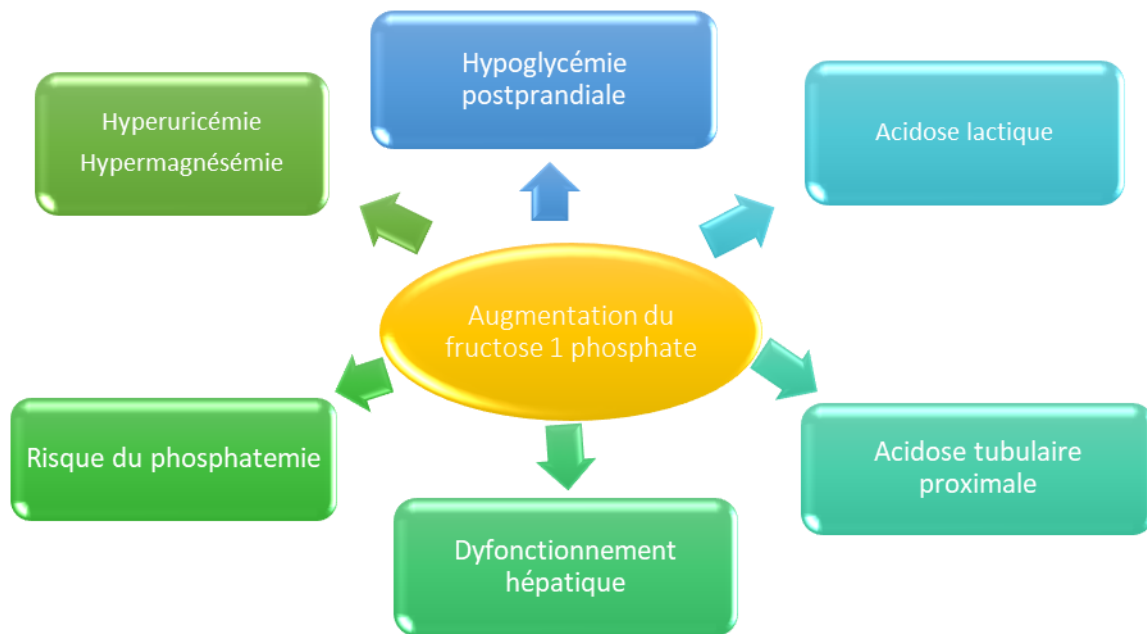 Hypoglycémie
postprandiale
Hyperuricémie
Hypermagnésémie
Acidose lactique
Augmentation du
fructose 1 phosphate
Risque du phosphatemie
Acidose tubulaire
proximale
Dyfonctionnement
hépatique